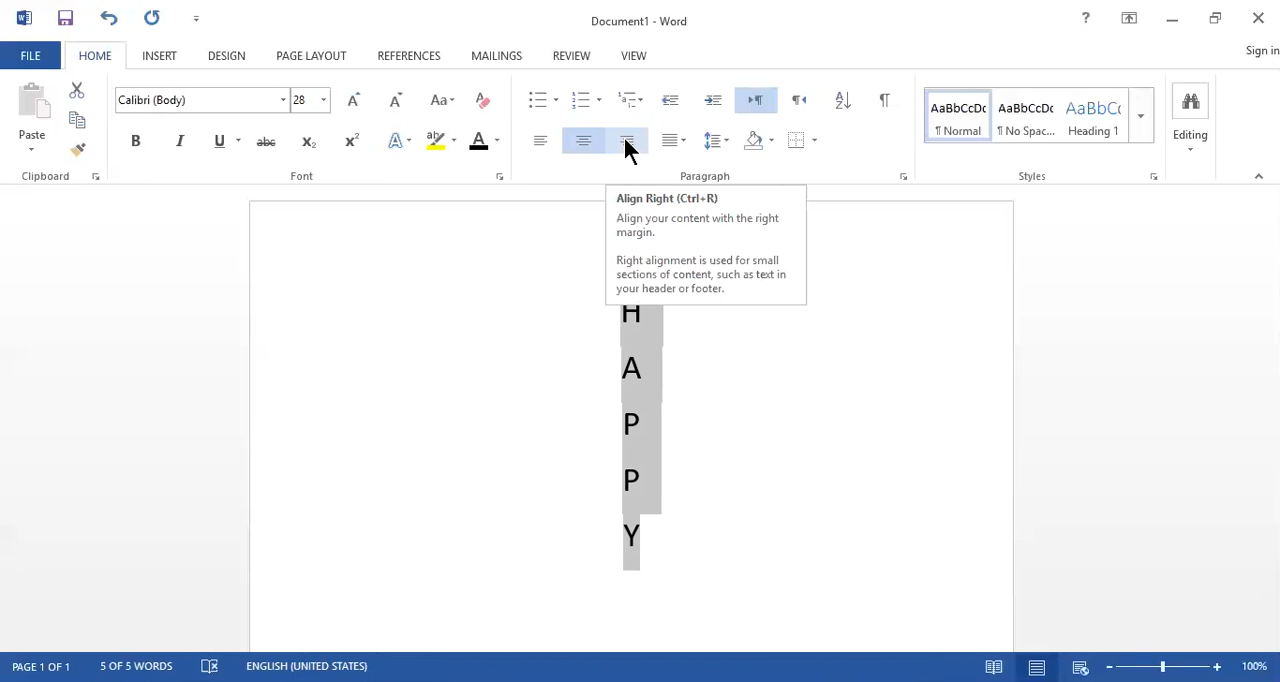 Document1 - Word
?
FILE
HOME
INSERT
DESIGN
PAGE LAYOUT
REFERENCES
MAILINGS
REVIEW
VIEW
Sign in
Paste
Clipboard
Calibri (Body)
28
A
A
Aa
B
I
U
abc
X₂
X²
A
ab
A
Font
Paragraph
AaBbCcDc
¶ Normal
AaBbCcDc
¶ No Spac...
AaBbC
Heading 1
Styles
Editing
Align Right (Ctrl+R)
Align your content with the right
margin.
Right alignment is used for small
sections of content, such as text in
your header or footer.
H
A
P
P
Y
PAGE 1 OF 1
5 OF 5 WORDS
ENGLISH (UNITED STATES)
100%